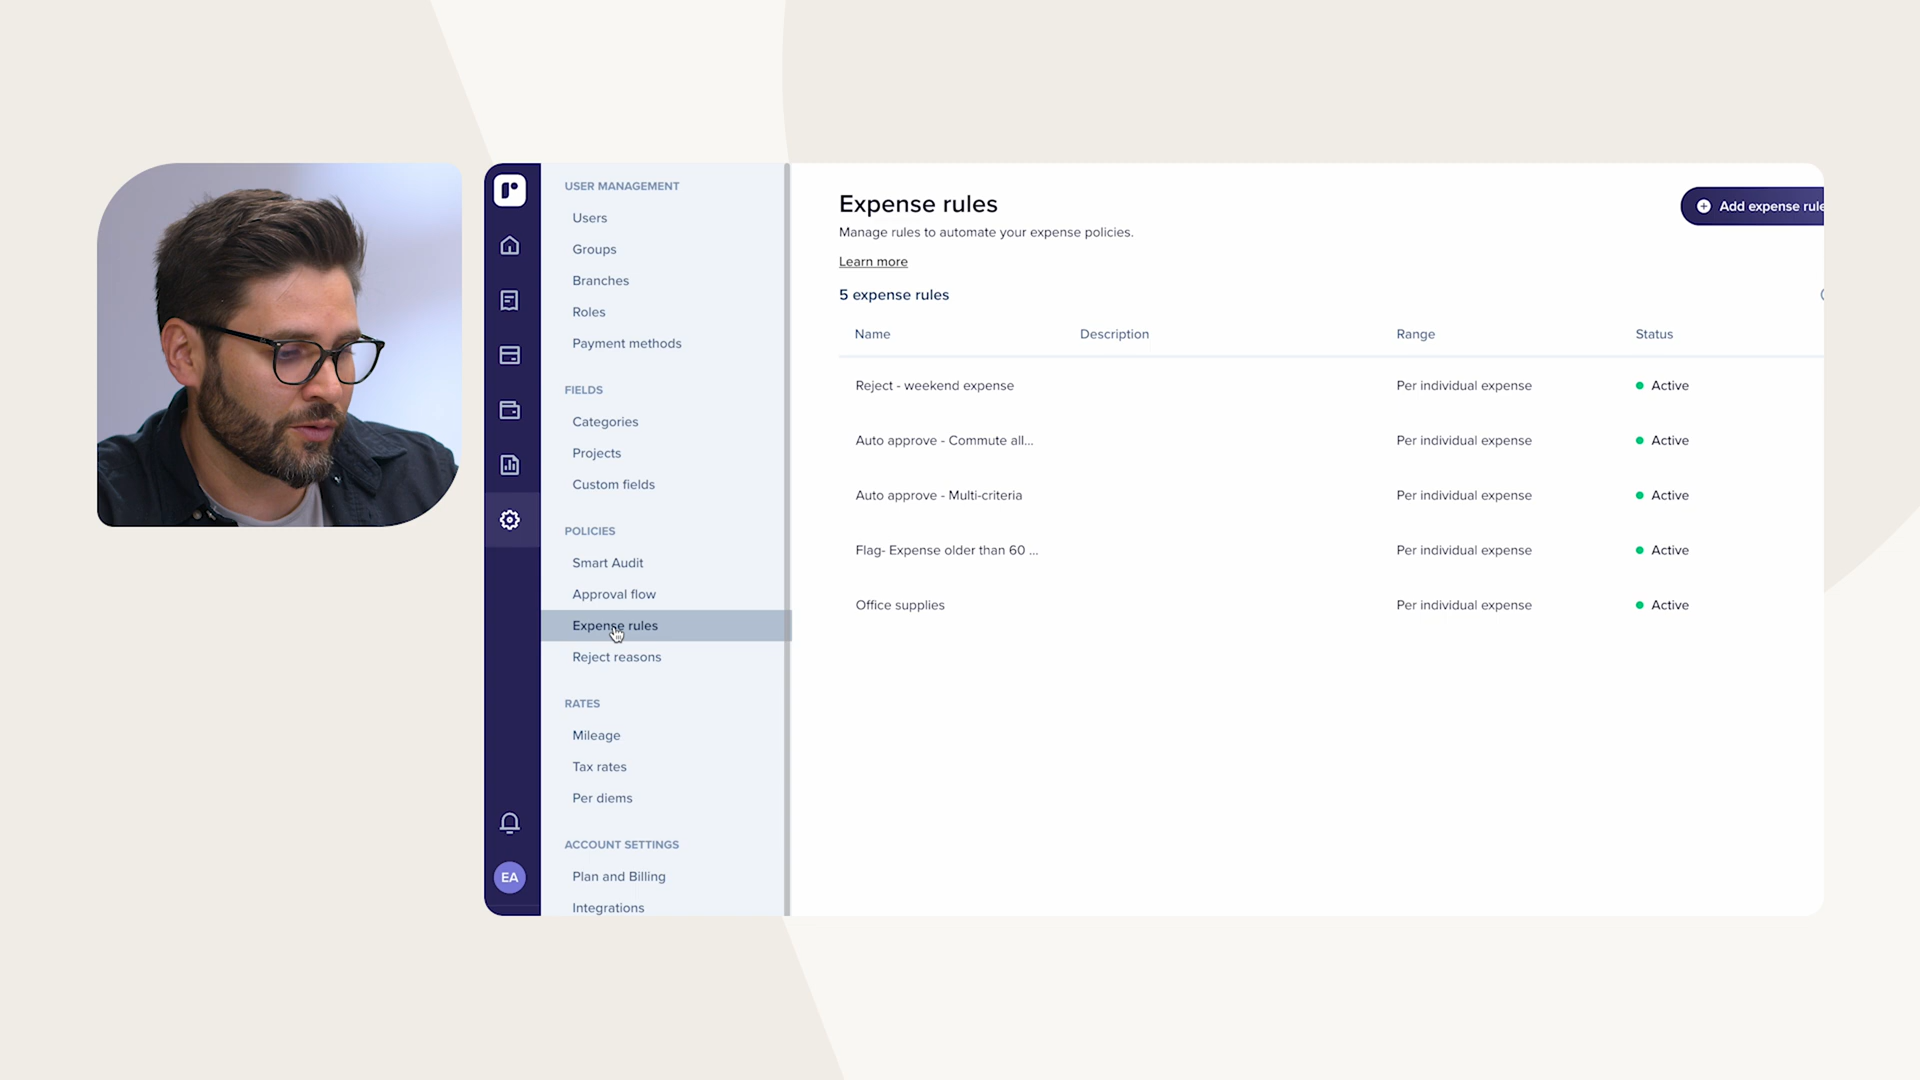 USER MANAGEMENT
Users
Groups
Branches
Roles
Payment methods
FIELDS
Categories
Projects
Custom fields
POLICIES
Smart Audit
Approval flow
Expense rules
Reject reasons
RATES
Mileage
Tax rates
Per diems
ACCOUNT SETTINGS
Plan and Billing
Integrations
EA
Expense rules
Add expense rule
Manage rules to automate your expense policies.
Learn more
5 expense rules
Name Description Range Status
Reject - weekend expense Per individual expense Active
Auto approve - Commute all... Per individual expense Active
Auto approve - Multi-criteria Per individual expense Active
Flag- Expense older than 60 ... Per individual expense Active
Office supplies Per individual expense Active